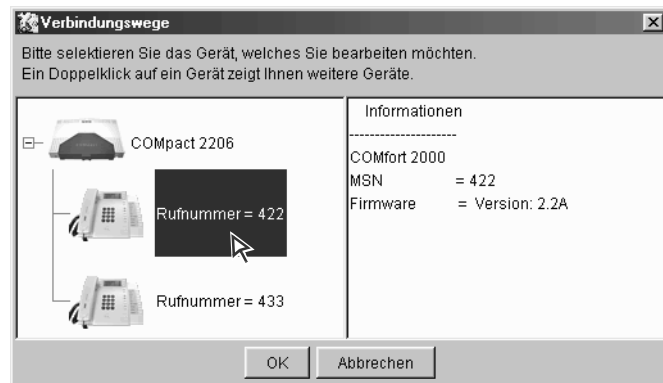 Verbindungswege
Bitte selektieren Sie das Gerät, welches Sie bearbeiten möchten.
Ein Doppelklick auf ein Gerät zeigt Ihnen weitere Geräte.
COMpact 2206
Rufnummer = 422
Rufnummer = 433
Informationen
---------------------
COMfort 2000
MSN = 422
Firmware = Version: 2.2A
OK Abbrechen